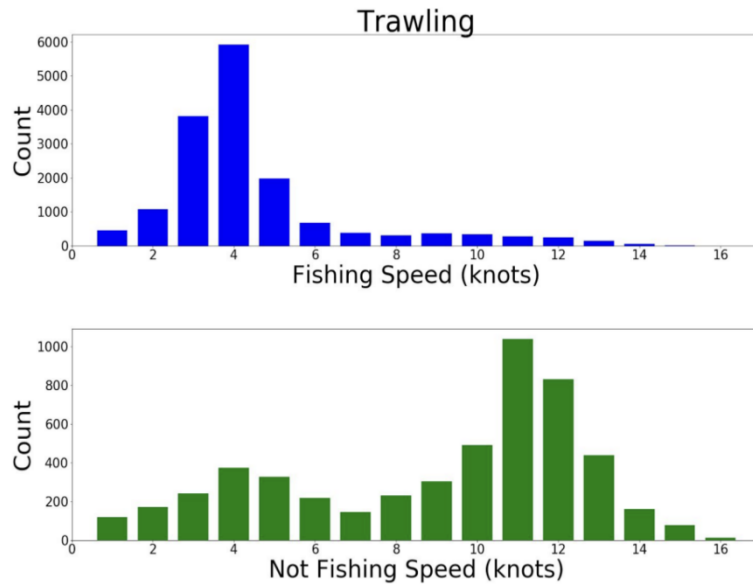 Trawling
6000
5000
4000
3000
2000
1000
0
Count
0 2 4 6 8 10 12 14 16
Fishing Speed (knots)
1000
800
600
400
200
0
Count
0 2 4 6 8 10 12 14 16
Not Fishing Speed (knots)